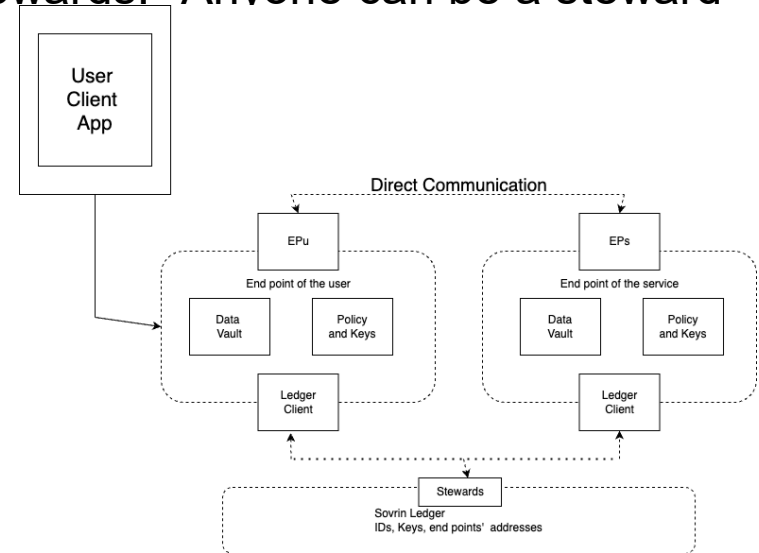 Anyone can be a steward
User
Client
App
Direct Communication
EPu
EPs
End point of the user
End point of the service
Data
Vault
Policy
and Keys
Data
Vault
Policy
and Keys
Ledger
Client
Ledger
Client
Stewards
Sovrin Ledger
IDs, Keys, end points' addresses